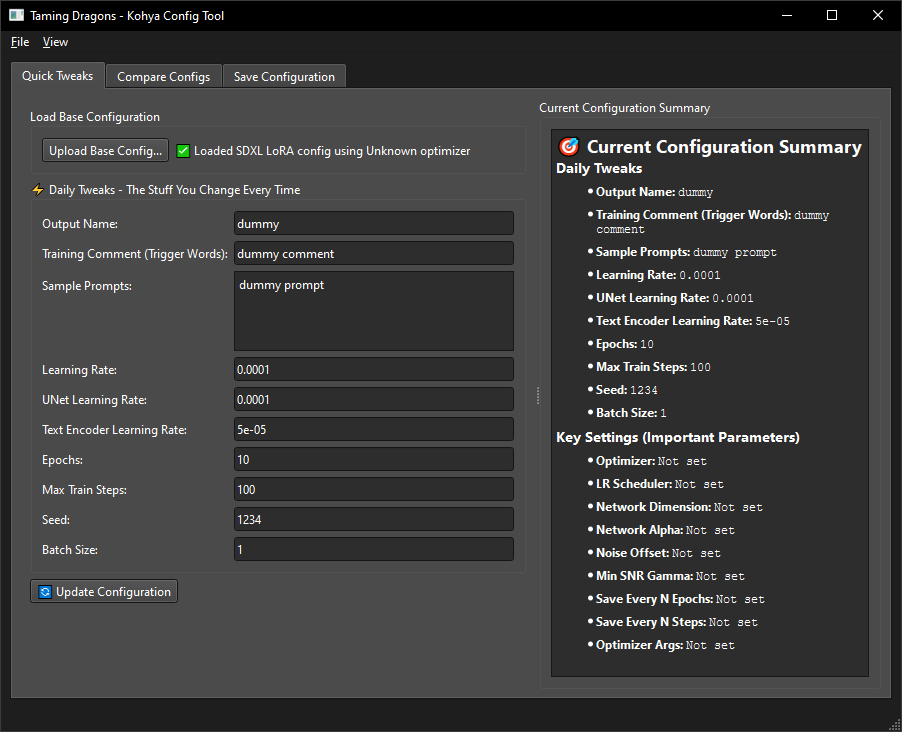 Taming Dragons - Kohya Config Tool
File View
Quick Tweaks Compare Configs Save Configuration
Load Base Configuration
Upload Base Config... Loaded SDXL LoRA config using Unknown optimizer
Daily Tweaks - The Stuff You Change Every Time
Output Name: dummy
Training Comment (Trigger Words): dummy comment
Sample Prompts: dummy prompt
Learning Rate: 0.0001
UNet Learning Rate: 0.0001
Text Encoder Learning Rate: 5e-05
Epochs: 10
Max Train Steps: 100
Seed: 1234
Batch Size: 1
Update Configuration
Current Configuration Summary
Current Configuration Summary
Daily Tweaks
• Output Name: dummy
• Training Comment (Trigger Words): dummy
comment
• Sample Prompts: dummy prompt
• Learning Rate: 0.0001
• UNet Learning Rate: 0.0001
• Text Encoder Learning Rate: 5e-05
• Epochs: 10
• Max Train Steps: 100
• Seed: 1234
• Batch Size: 1
Key Settings (Important Parameters)
• Optimizer: Not set
• LR Scheduler: Not set
• Network Dimension: Not set
• Network Alpha: Not set
• Noise Offset: Not set
• Min SNR Gamma: Not set
• Save Every N Epochs: Not set
• Save Every N Steps: Not set
• Optimizer Args: Not set